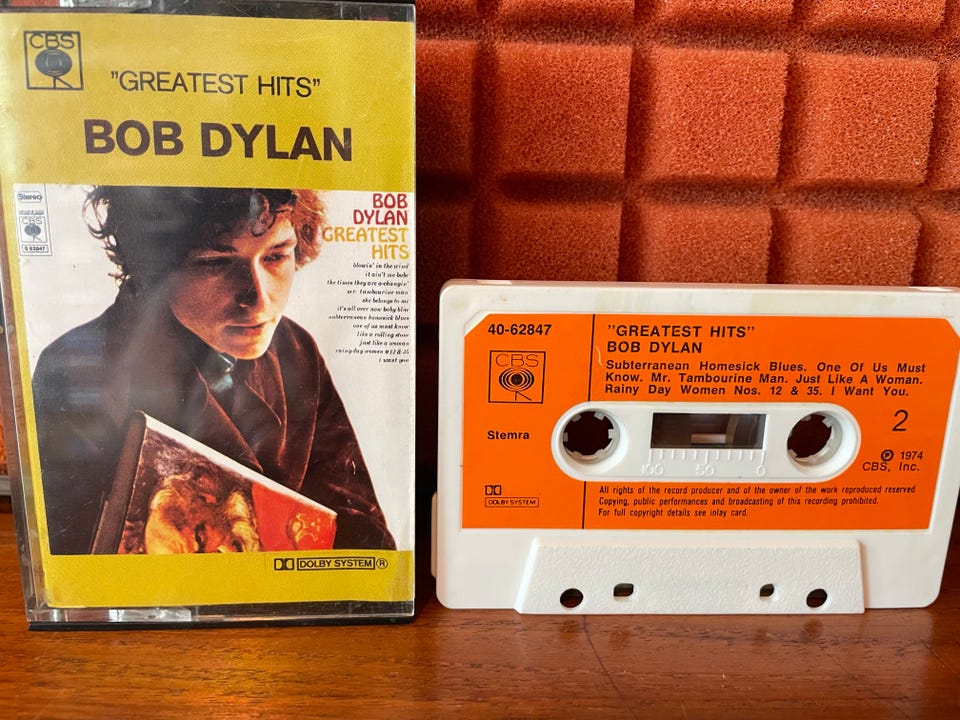 CBS
"GREATEST HITS"
BOB DYLAN
Stereo
CBS
S 62847
BOB
DYLAN
GREATEST
HITS
blowin' in the wind
it ain't me babe
the times they are a-changin'
mr. tambourine man
she belongs to me
it's all over now baby blue
subterranean homesick blues
one of us must know
like a rolling stone
just like a woman
rainy day women #12 & 35
i want you
DOLBY SYSTEM ®
40-62847
"GREATEST HITS"
BOB DYLAN
CBS
Subterranean Homesick Blues. One Of Us Must
Know. Mr. Tambourine Man. Just Like A Woman.
Rainy Day Women Nos. 12 & 35. I Want You.
Stemra
2
100 50 0
℗ 1974
CBS, Inc.
DOLBY SYSTEM
All rights of the record producer and of the owner of the work reproduced reserved
Copying, public performances and broadcasting of this recording prohibited.
For full copyright details see inlay card.